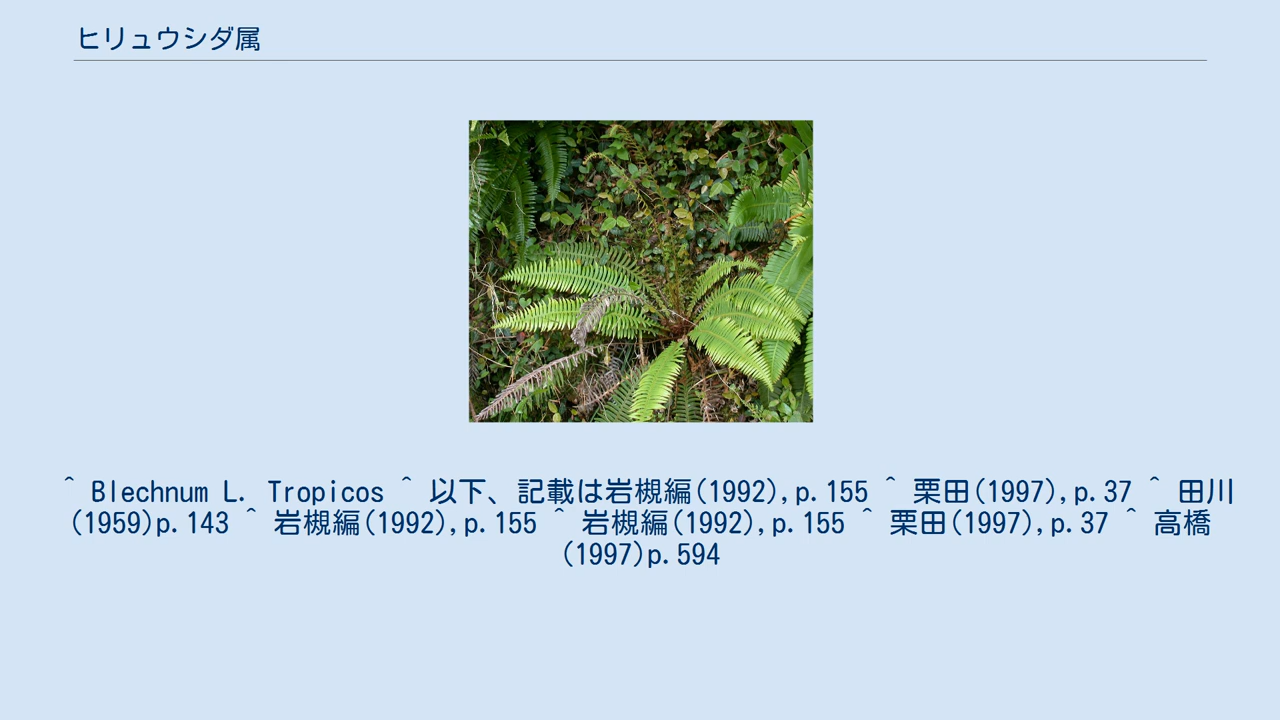 ヒリュウシダ属
^ Blechnum L. Tropicos ^ 以下、記載は岩槻編(1992),p.155 ^ 栗田(1997),p.37 ^ 田川
(1959)p.143 ^ 岩槻編(1992),p.155 ^ 岩槻編(1992),p.155 ^ 栗田(1997),p.37 ^ 高橋
(1997)p.594